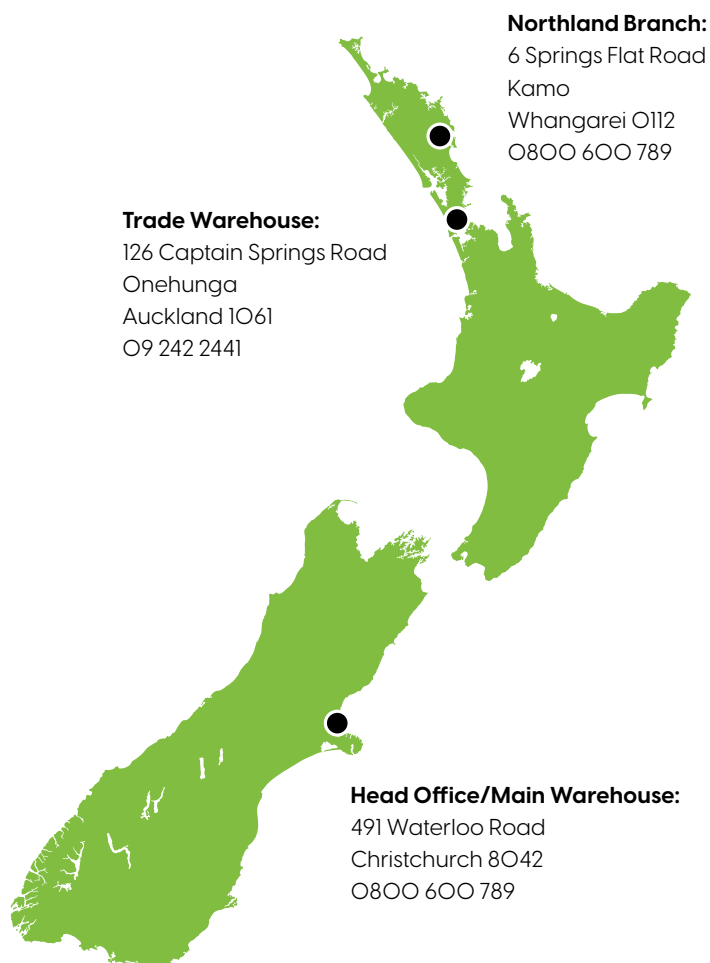 Northland Branch:
6 Springs Flat Road
Kamo
Whangarei 0112
0800 600 789
Trade Warehouse:
126 Captain Springs Road
Onehunga
Auckland 1061
09 242 2441
Head Office/Main Warehouse:
491 Waterloo Road
Christchurch 8042
0800 600 789